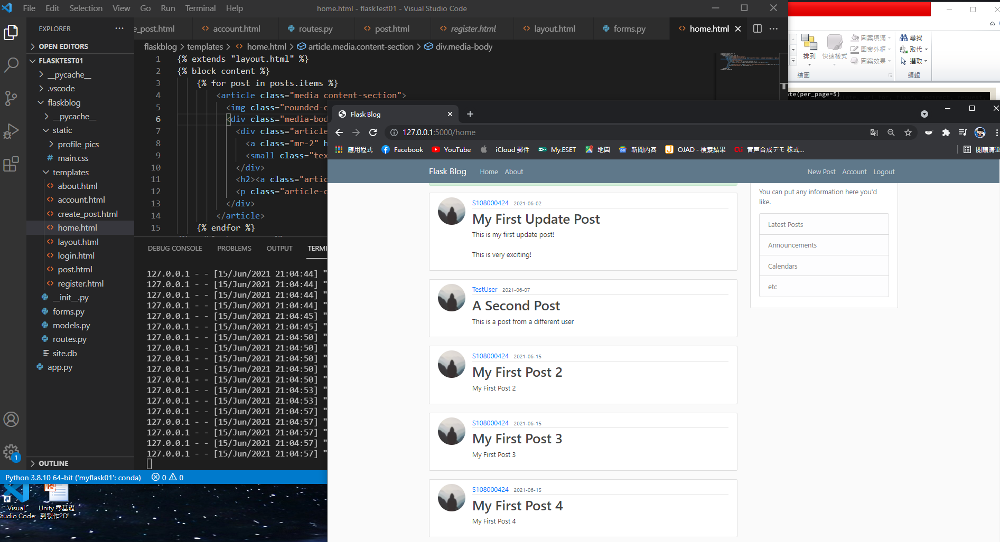 File Edit Selection View Go Run Terminal Help
home.html - flaskTest01 - Visual Studio Code
EXPLORER
OPEN EDITORS
FLASKTEST01
__pycache__
.vscode
flaskblog
__pycache__
static
profile_pics
main.css
templates
about.html
account.html
create_post.html
home.html
layout.html
login.html
post.html
register.html
__init__.py
forms.py
models.py
routes.py
site.db
app.py
OUTLINE
e_post.html account.html routes.py post.html register.html layout.html forms.py home.html
flaskblog > templates > home.html > article.media.content-section > div.media-body
1 {% extends "layout.html" %}
2 {% block content %}
3 {% for post in posts.items %}
4 <article class="media content-section">
5 <img class="rounded-c
6 <div class="media-bod
7 <div class="article
8 <a class="mr-2" h
9 <small class="tex
10 </div>
11 <h2><a class="artic
12 <p class="article-c
13 </div>
14 </article>
15 {% endfor %}
DEBUG CONSOLE PROBLEMS OUTPUT TERMI
127.0.0.1 - - [15/Jun/2021 21:04:44] "
127.0.0.1 - - [15/Jun/2021 21:04:44] "
127.0.0.1 - - [15/Jun/2021 21:04:44] "
127.0.0.1 - - [15/Jun/2021 21:04:44] "
127.0.0.1 - - [15/Jun/2021 21:04:45] "
127.0.0.1 - - [15/Jun/2021 21:04:45] "
127.0.0.1 - - [15/Jun/2021 21:04:50] "
127.0.0.1 - - [15/Jun/2021 21:04:50] "
127.0.0.1 - - [15/Jun/2021 21:04:50] "
127.0.0.1 - - [15/Jun/2021 21:04:50] "
127.0.0.1 - - [15/Jun/2021 21:04:50] "
127.0.0.1 - - [15/Jun/2021 21:04:53] "
127.0.0.1 - - [15/Jun/2021 21:04:53] "
127.0.0.1 - - [15/Jun/2021 21:04:57] "
127.0.0.1 - - [15/Jun/2021 21:04:57] "
127.0.0.1 - - [15/Jun/2021 21:04:57] "
127.0.0.1 - - [15/Jun/2021 21:04:57] "
127.0.0.1 - - [15/Jun/2021 21:04:57] "
1
Python 3.8.10 64-bit ('myflask01': conda) 0 0
Visual
tudio Code
Unity 零基礎
到製作2D...
排列
快速樣式
圖案填滿
圖案外框
圖案效果
繪圖
尋找
取代
選取
編輯
ate(per_page=5)
Flask Blog
127.0.0.1:5000/home
應用程式 Facebook YouTube iCloud 郵件 My.ESET 地圖 新聞內容 OJAD - 検索結果 音声合成デモ 株式... 閱讀清單
Flask Blog Home About New Post Account Logout
S108000424 2021-06-02
My First Update Post
This is my first update post!
This is very exciting!
TestUser 2021-06-07
A Second Post
This is a post from a different user
S108000424 2021-06-15
My First Post 2
My First Post 2
S108000424 2021-06-15
My First Post 3
My First Post 3
S108000424 2021-06-15
My First Post 4
My First Post 4
You can put any information here you'd
like.
Latest Posts
Announcements
Calendars
etc